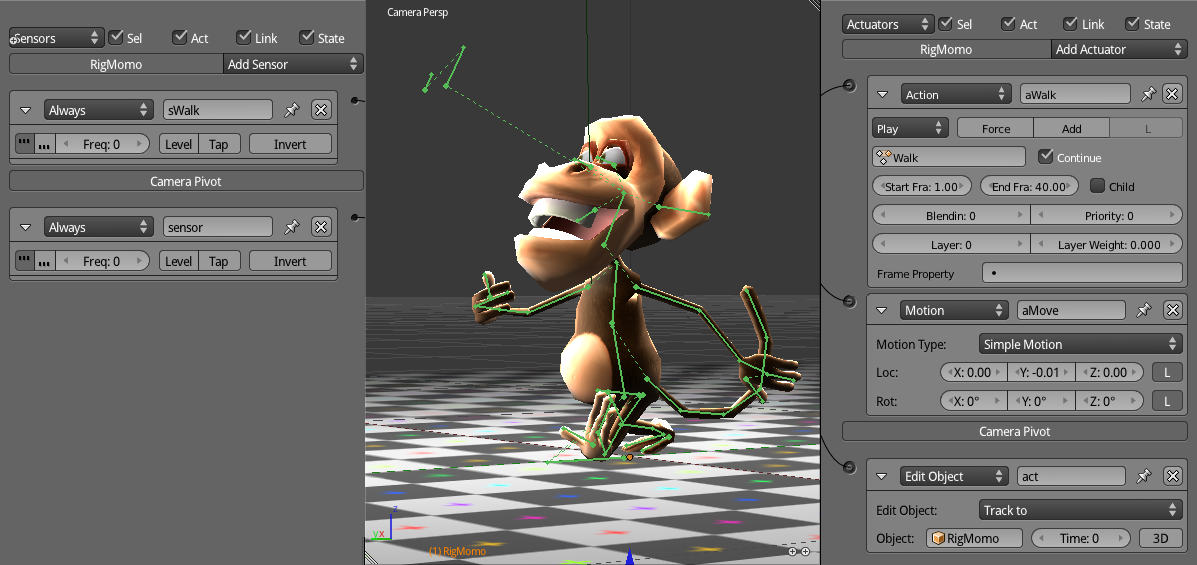 Sensors Sel Act Link State
RigMomo Add Sensor
Always sWalk
Freq: 0 Level Tap Invert
Camera Pivot
Always sensor
Freq: 0 Level Tap Invert
Camera Persp
z
yx
(1) RigMomo
Actuators Sel Act Link State
RigMomo Add Actuator
Action aWalk
Play Force Add L
Walk Continue
Start Fra: 1.00 End Fra: 40.00 Child
Blendin: 0 Priority: 0
Layer: 0 Layer Weight: 0.000
Frame Property
Motion aMove
Motion Type: Simple Motion
Loc: X: 0.00 Y: -0.01 Z: 0.00 L
Rot: X: 0° Y: 0° Z: 0° L
Camera Pivot
Edit Object act
Edit Object: Track to
Object: RigMomo Time: 0 3D